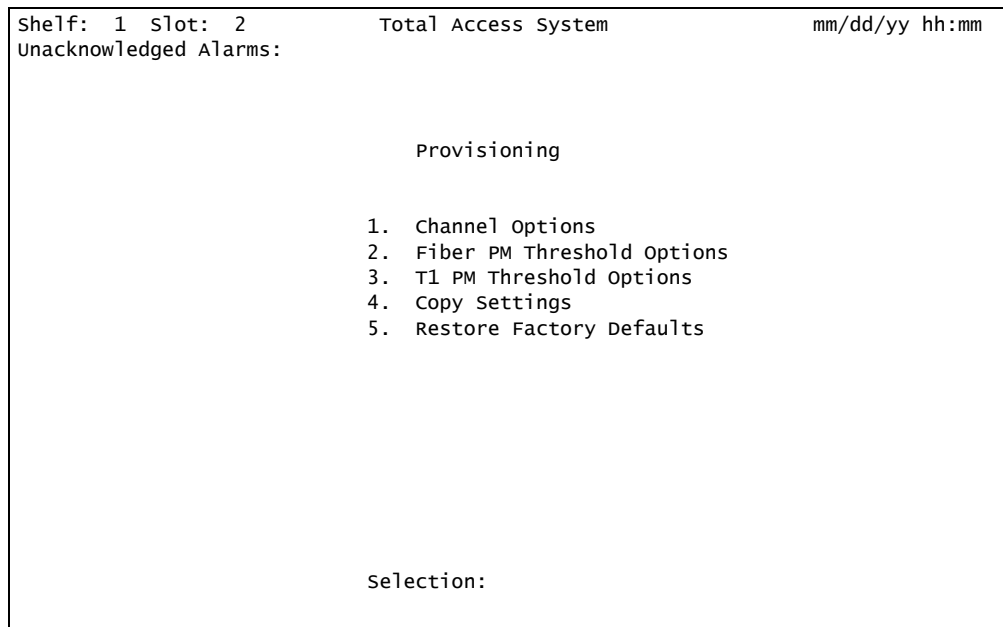 Shelf: 1 Slot: 2 Total Access System mm/dd/yy hh:mm
Unacknowledged Alarms:
Provisioning
1. Channel Options
2. Fiber PM Threshold Options
3. T1 PM Threshold Options
4. Copy Settings
5. Restore Factory Defaults
Selection: